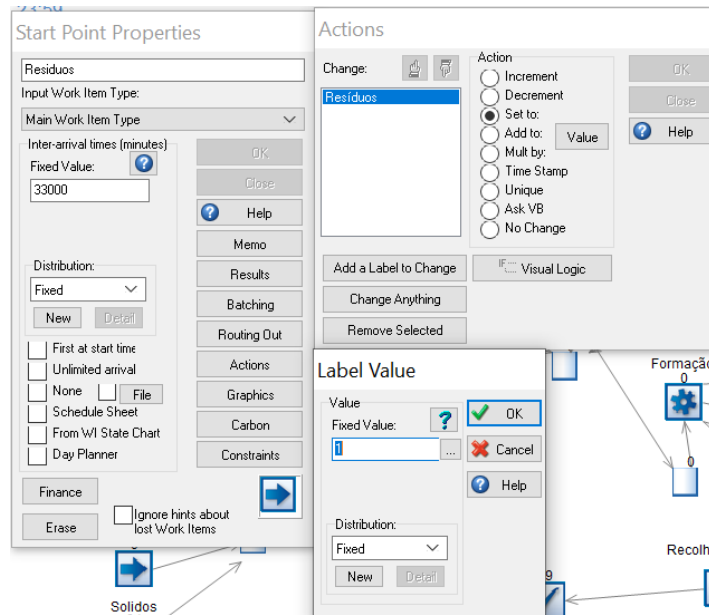 23:59
Start Point Properties
Residuos
Input Work Item Type:
Main Work Item Type
Inter-arrival times (minutes)
Fixed Value:
33000
Distribution:
Fixed
New
Detail
First at start time
Unlimited arrival
None
File
Schedule Sheet
From WI State Chart
Day Planner
OK
Close
Help
Memo
Results
Batching
Routing Out
Actions
Graphics
Carbon
Constraints
Finance
Erase
Ignore hints about
lost Work Items
Solidos
Actions
Change:
Resíduos
Action
Increment
Decrement
Set to:
Add to:
Value
Mult by:
Time Stamp
Unique
Ask VB
No Change
OK
Close
Help
Add a Label to Change
IF
Visual Logic
Change Anything
Remove Selected
Label Value
Value
Fixed Value:
?
1
...
Distribution:
Fixed
New
Detail
OK
Cancel
Help
Formação
0
0
Recolh
9